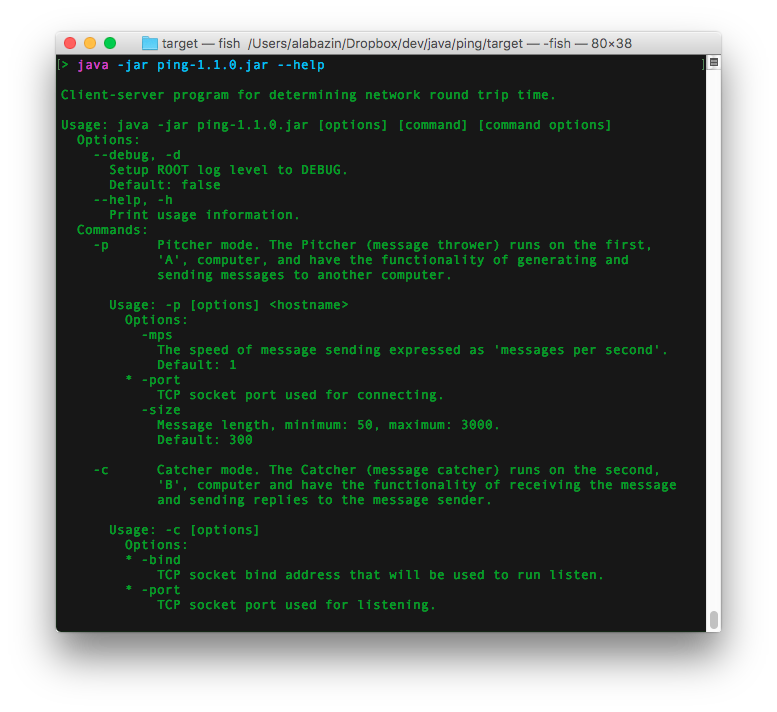 target — fish  /Users/alabazin/Dropbox/dev/java/ping/target — -fish — 80×38
[> java -jar ping-1.1.0.jar --help ]
Client-server program for determining network round trip time.
Usage: java -jar ping-1.1.0.jar [options] [command] [command options]
  Options:
    --debug, -d
      Setup ROOT log level to DEBUG.
      Default: false
    --help, -h
      Print usage information.
  Commands:
    -p      Pitcher mode. The Pitcher (message thrower) runs on the first,
            'A', computer, and have the functionality of generating and
            sending messages to another computer.
      Usage: -p [options] <hostname>
        Options:
          -mps
            The speed of message sending expressed as 'messages per second'.
            Default: 1
        * -port
            TCP socket port used for connecting.
          -size
            Message length, minimum: 50, maximum: 3000.
            Default: 300
    -c      Catcher mode. The Catcher (message catcher) runs on the second,
            'B', computer and have the functionality of receiving the message
            and sending replies to the message sender.
      Usage: -c [options]
        Options:
        * -bind
            TCP socket bind address that will be used to run listen.
        * -port
            TCP socket port used for listening.